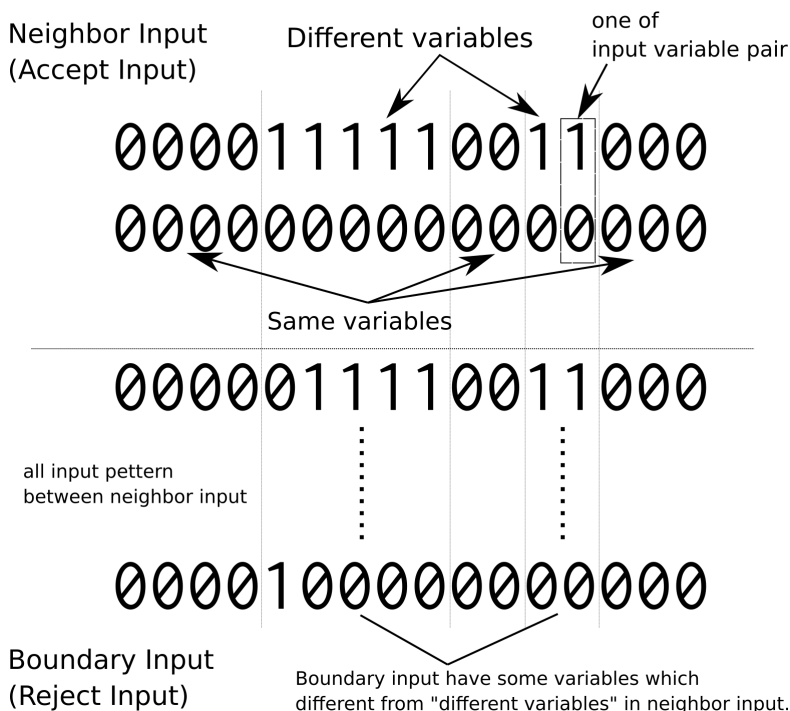 one of
input variable pair
Neighbor Input
(Accept Input)
Different variables
0000111110011000
0000000000000000
Same variables
0000011110011000
all input pettern
between neighbor input
0000100000000000
Boundary Input
(Reject Input)
Boundary input have some variables which
different from "different variables" in neighbor input.